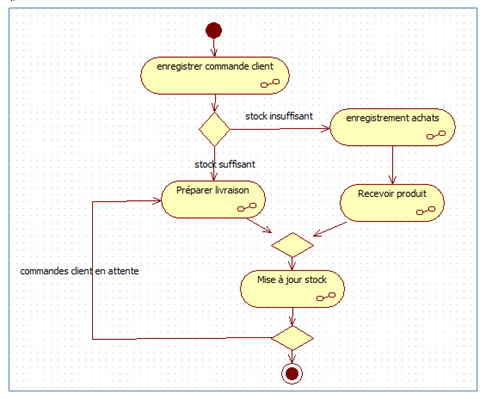 enregistrer commande client
stock insuffisant
enregistrement achats
stock suffisant
Préparer livraison
Recevoir produit
commandes client en attente
Mise à jour stock